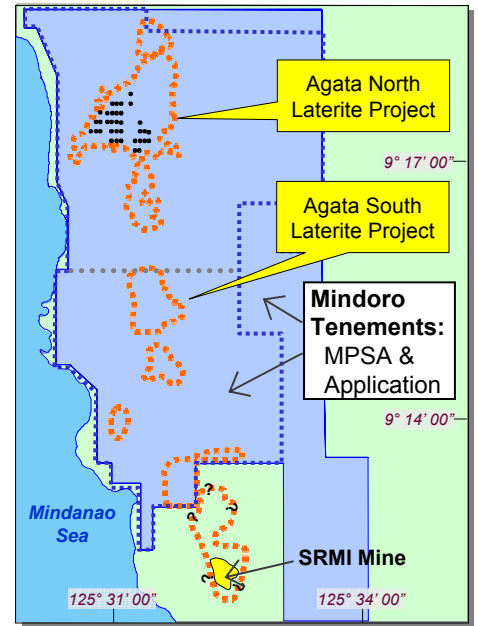 Agata North
Laterite Project
9° 17' 00"
Agata South
Laterite Project
Mindoro
Tenements:
MPSA &
Application
9° 14' 00"
?
?
?
?
?
Mindanao
Sea
SRMI Mine
125° 31' 00"
125° 34' 00"